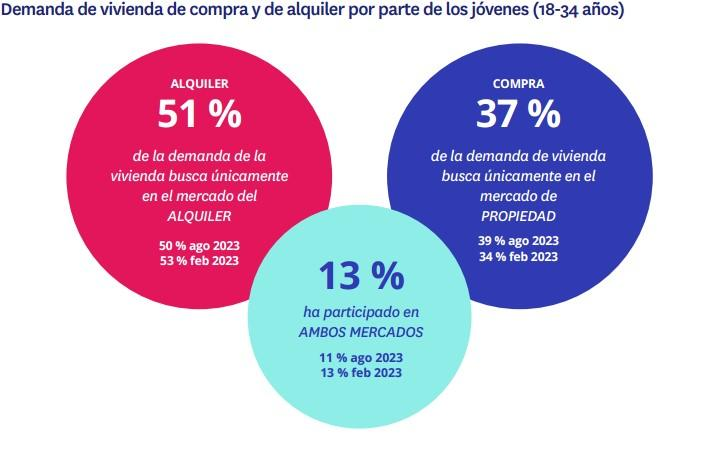 Demanda de vivienda de compra y de alquiler por parte de los jóvenes (18-34 años)
ALQUILER
51 %
de la demanda de la
vivienda busca únicamente
en el mercado del
ALQUILER
50 % ago 2023
53 % feb 2023
COMPRA
37 %
de la demanda de vivienda
busca únicamente en el
mercado de
PROPIEDAD
39 % ago 2023
34 % feb 2023
13 %
ha participado en
AMBOS MERCADOS
11 % ago 2023
13 % feb 2023